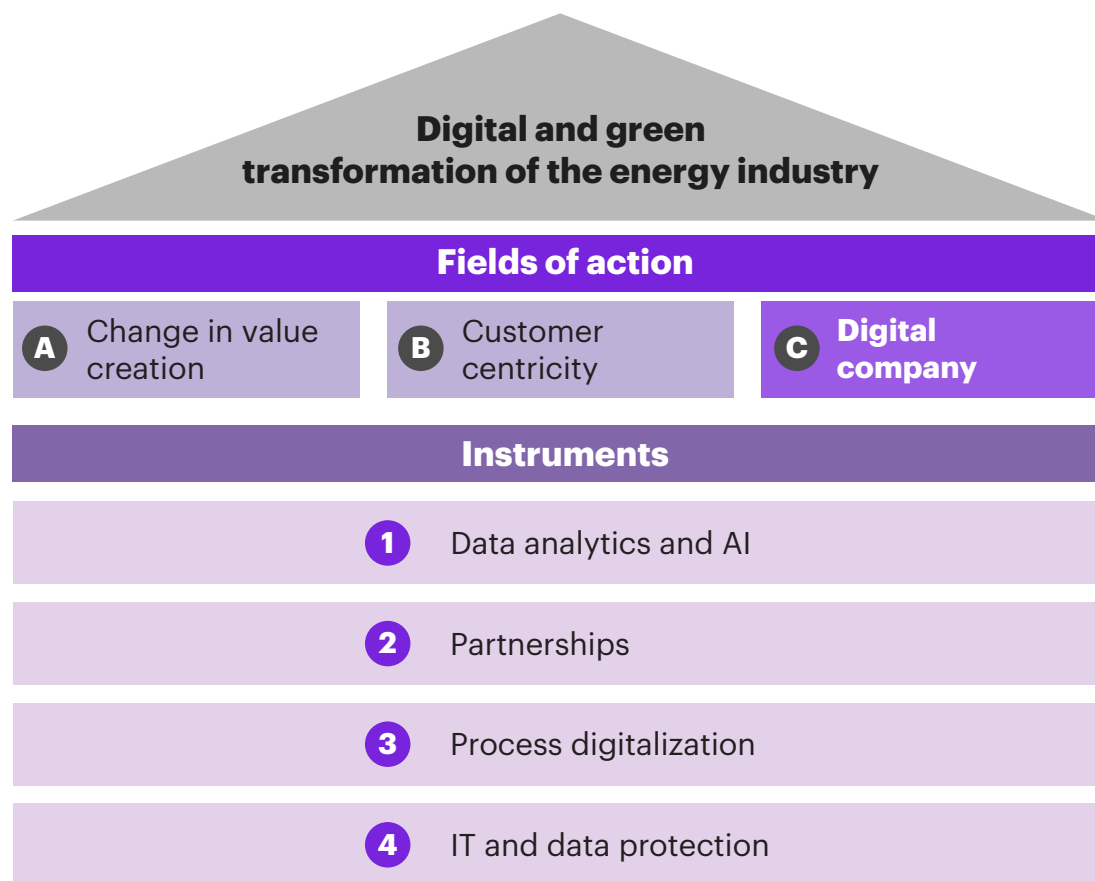 Digital and green
transformation of the energy industry
Fields of action
A
Change in value
creation
B
Customer
centricity
C
Digital
company
Instruments
1 Data analytics and AI
2 Partnerships
3 Process digitalization
4 IT and data protection